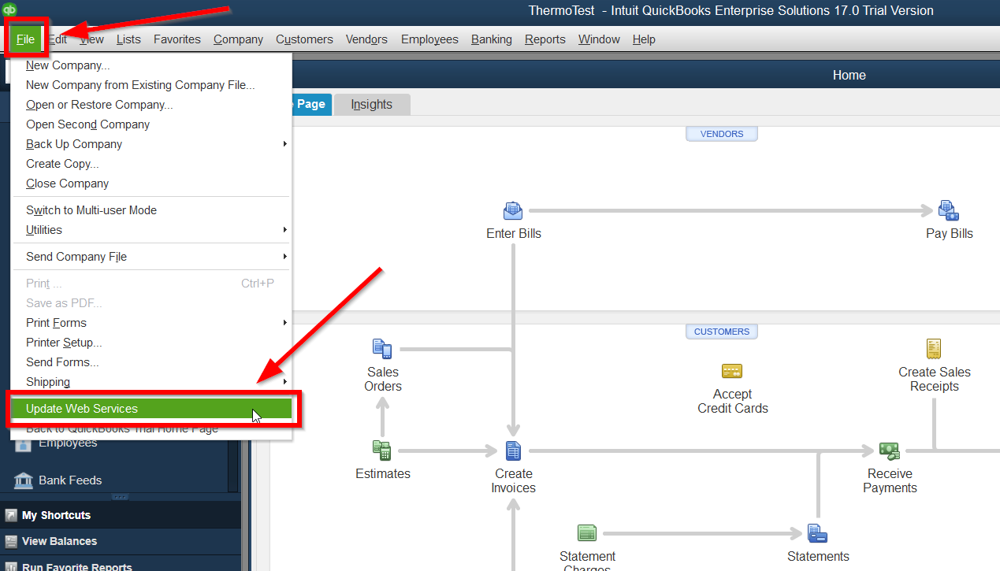 ThermoTest - Intuit QuickBooks Enterprise Solutions 17.0 Trial Version
File Edit View Lists Favorites Company Customers Vendors Employees Banking Reports Window Help
New Company...
New Company from Existing Company File...
Open or Restore Company...
Open Second Company
Back Up Company
Create Copy...
Close Company
Switch to Multi-user Mode
Utilities
Send Company File
Print ... Ctrl+P
Save as PDF...
Print Forms
Printer Setup...
Send Forms...
Shipping
Update Web Services
Back to QuickBooks Trial Home Page
Employees
Bank Feeds
My Shortcuts
View Balances
Run Favorite Reports
Home
Page Insights
VENDORS
Enter Bills
Pay Bills
CUSTOMERS
Sales
Orders
Accept
Credit Cards
Create Sales
Receipts
Estimates
Create
Invoices
Receive
Payments
Statement
Charges
Statements